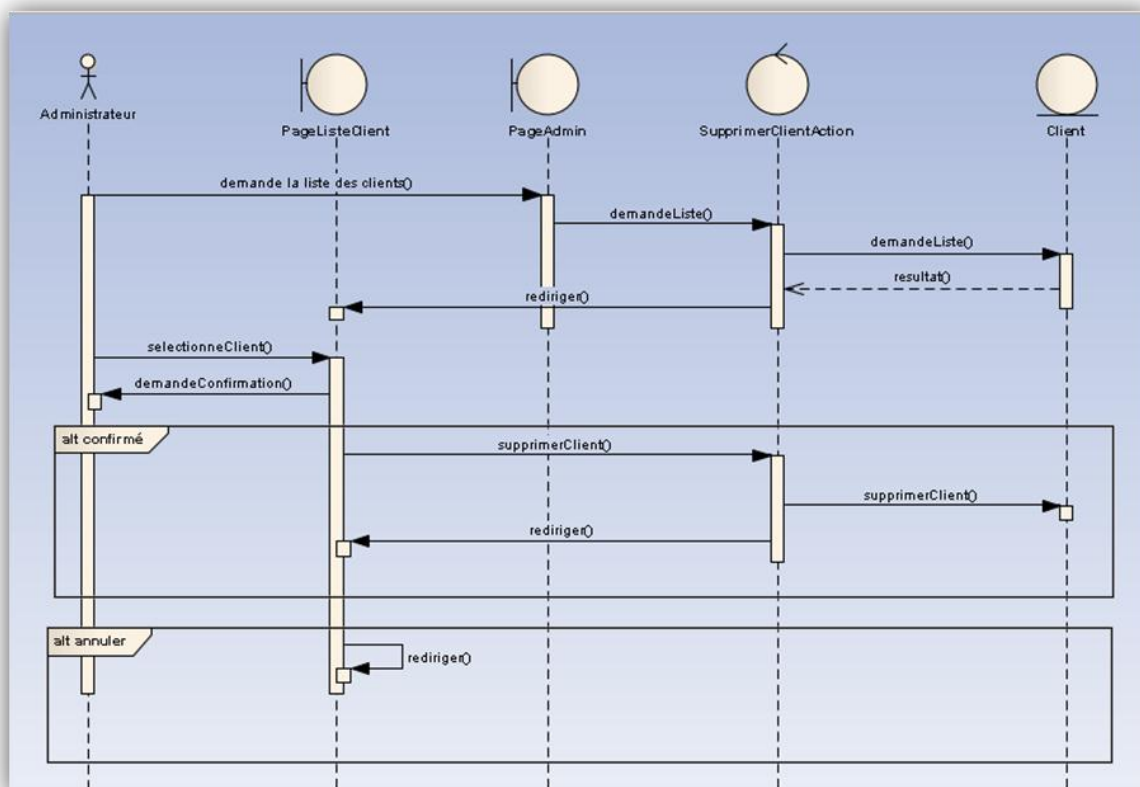 Administrateur
PageListeClient
PageAdmin
SupprimerClientAction
Client
demande la liste des clients()
demandeListe()
demandeListe()
resultat()
rediriger()
selectionneClient()
demandeConfirmation()
alt confirmé
supprimerClient()
supprimerClient()
rediriger()
alt annuler
rediriger()